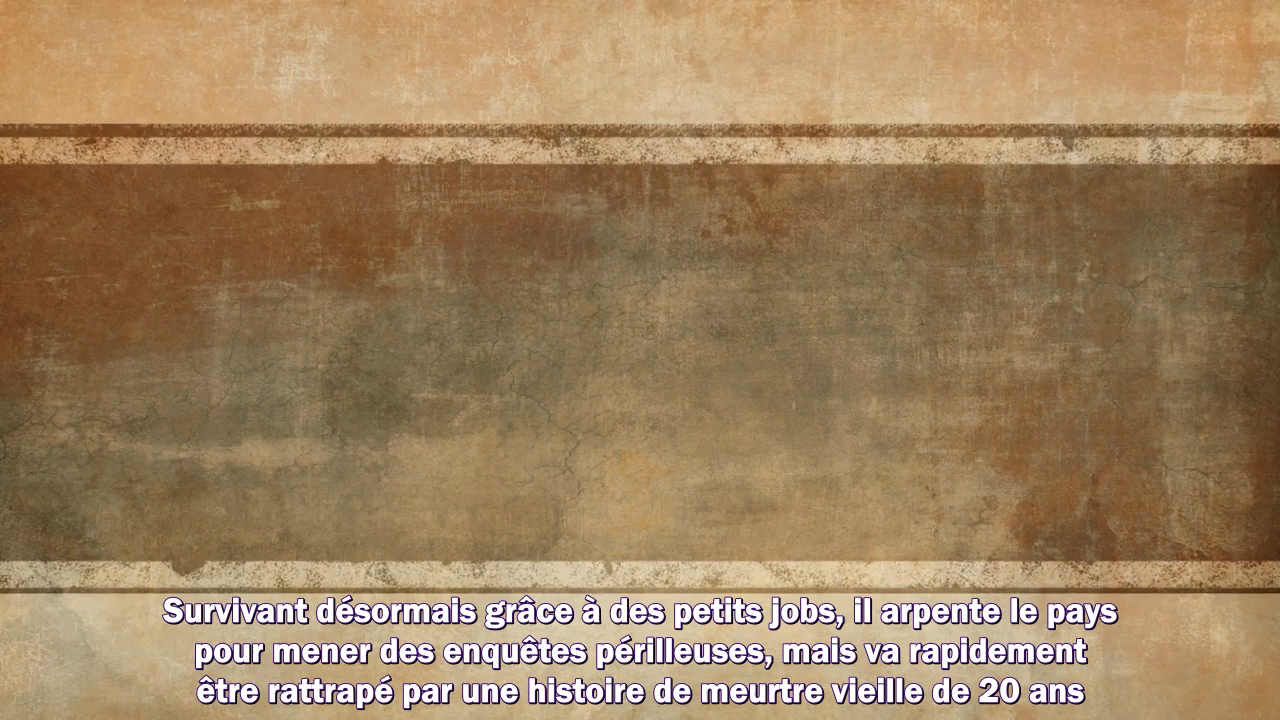 Survivant désormais grâce à des petits jobs, il arpente le pays
pour mener des enquêtes périlleuses, mais va rapidement
être rattrapé par une histoire de meurtre vieille de 20 ans